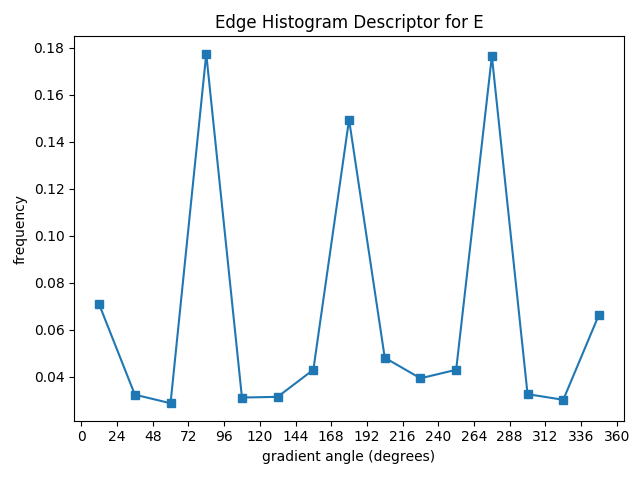 Edge Histogram Descriptor for E
0.18
0.16
0.14
0.12
0.10
0.08
0.06
0.04
frequency
0 24 48 72 96 120 144 168 192 216 240 264 288 312 336 360
gradient angle (degrees)